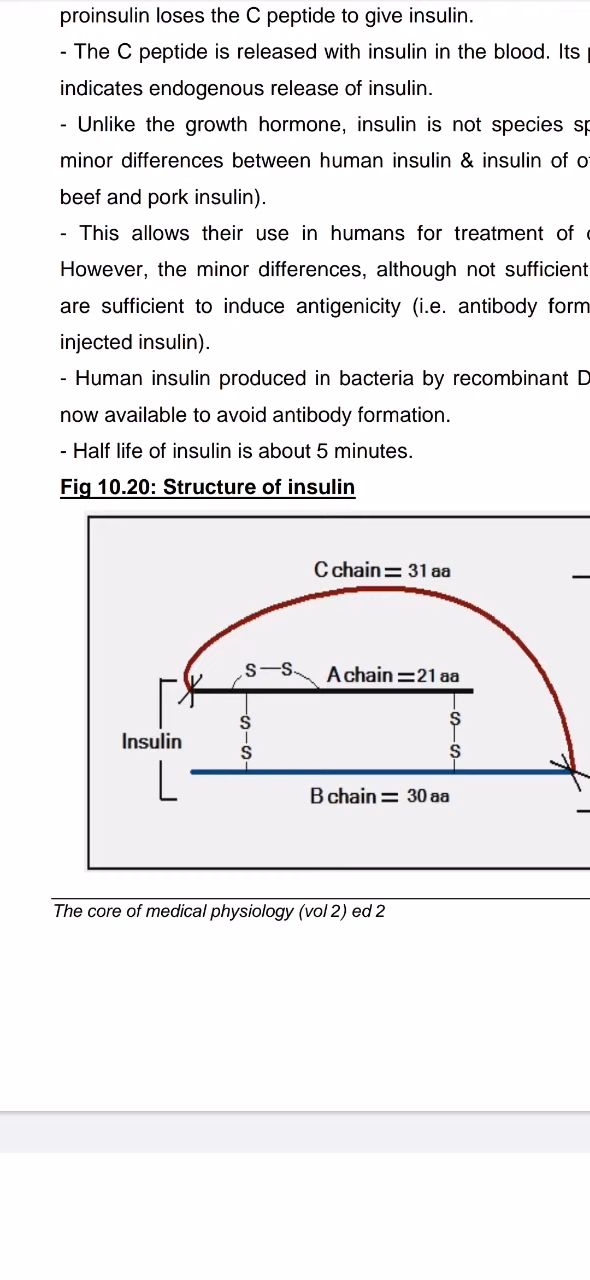 proinsulin loses the C peptide to give insulin.
- The C peptide is released with insulin in the blood. Its
indicates endogenous release of insulin.
- Unlike the growth hormone, insulin is not species
minor differences between human insulin & insulin of
beef and pork insulin).
- This allows their use in humans for treatment of
However, the minor differences, although not sufficient
are sufficient to induce antigenicity (i.e. antibody
injected insulin).
- Human insulin produced in bacteria by recombinant
now available to avoid antibody formation.
- Half life of insulin is about 5 minutes.
Fig 10.20: Structure of insulin
C chain = 31 aa
S — S
A chain = 21 aa
S S
Insulin
S S
B chain = 30 aa
The core of medical physiology (vol 2) ed 2